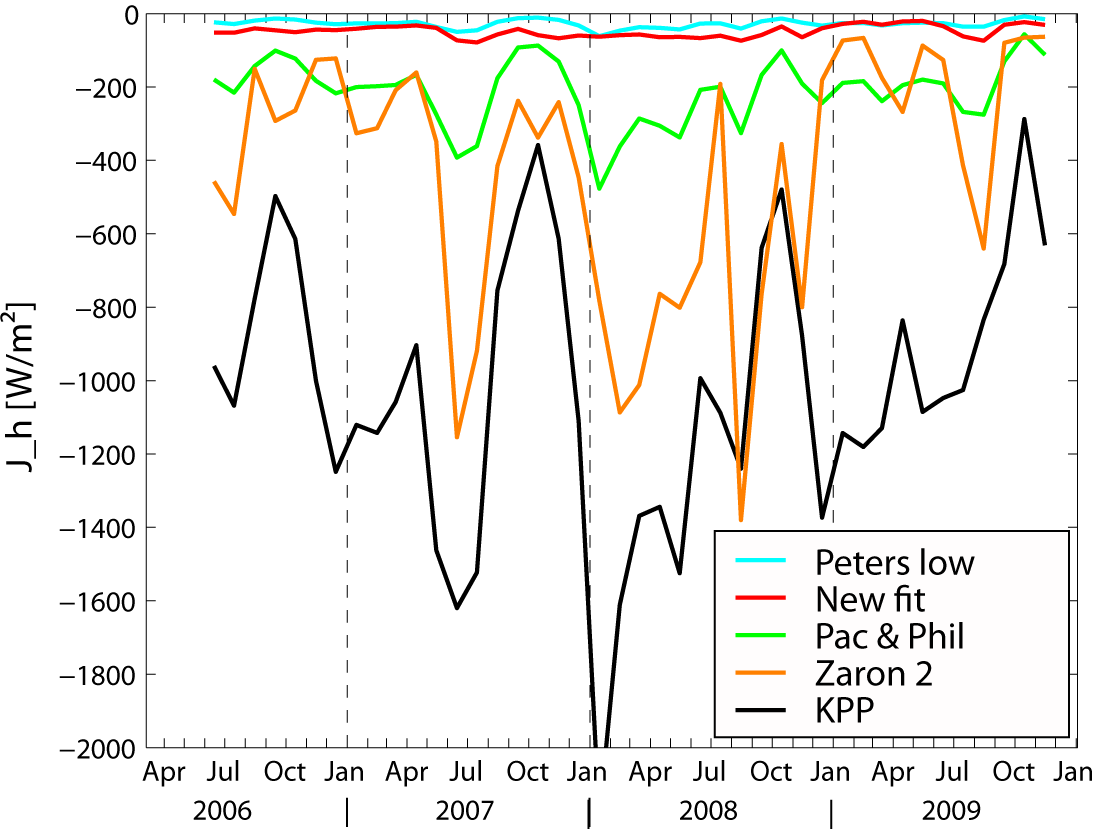 0
−200
−400
−600
−800
−1000
−1200
−1400
−1600
−1800
−2000
J_h [W/m²]
Peters low
New fit
Pac & Phil
Zaron 2
KPP
Apr Jul Oct Jan Apr Jul Oct Jan Apr Jul Oct Jan Apr Jul Oct Jan
2006 | 2007 | 2008 | 2009